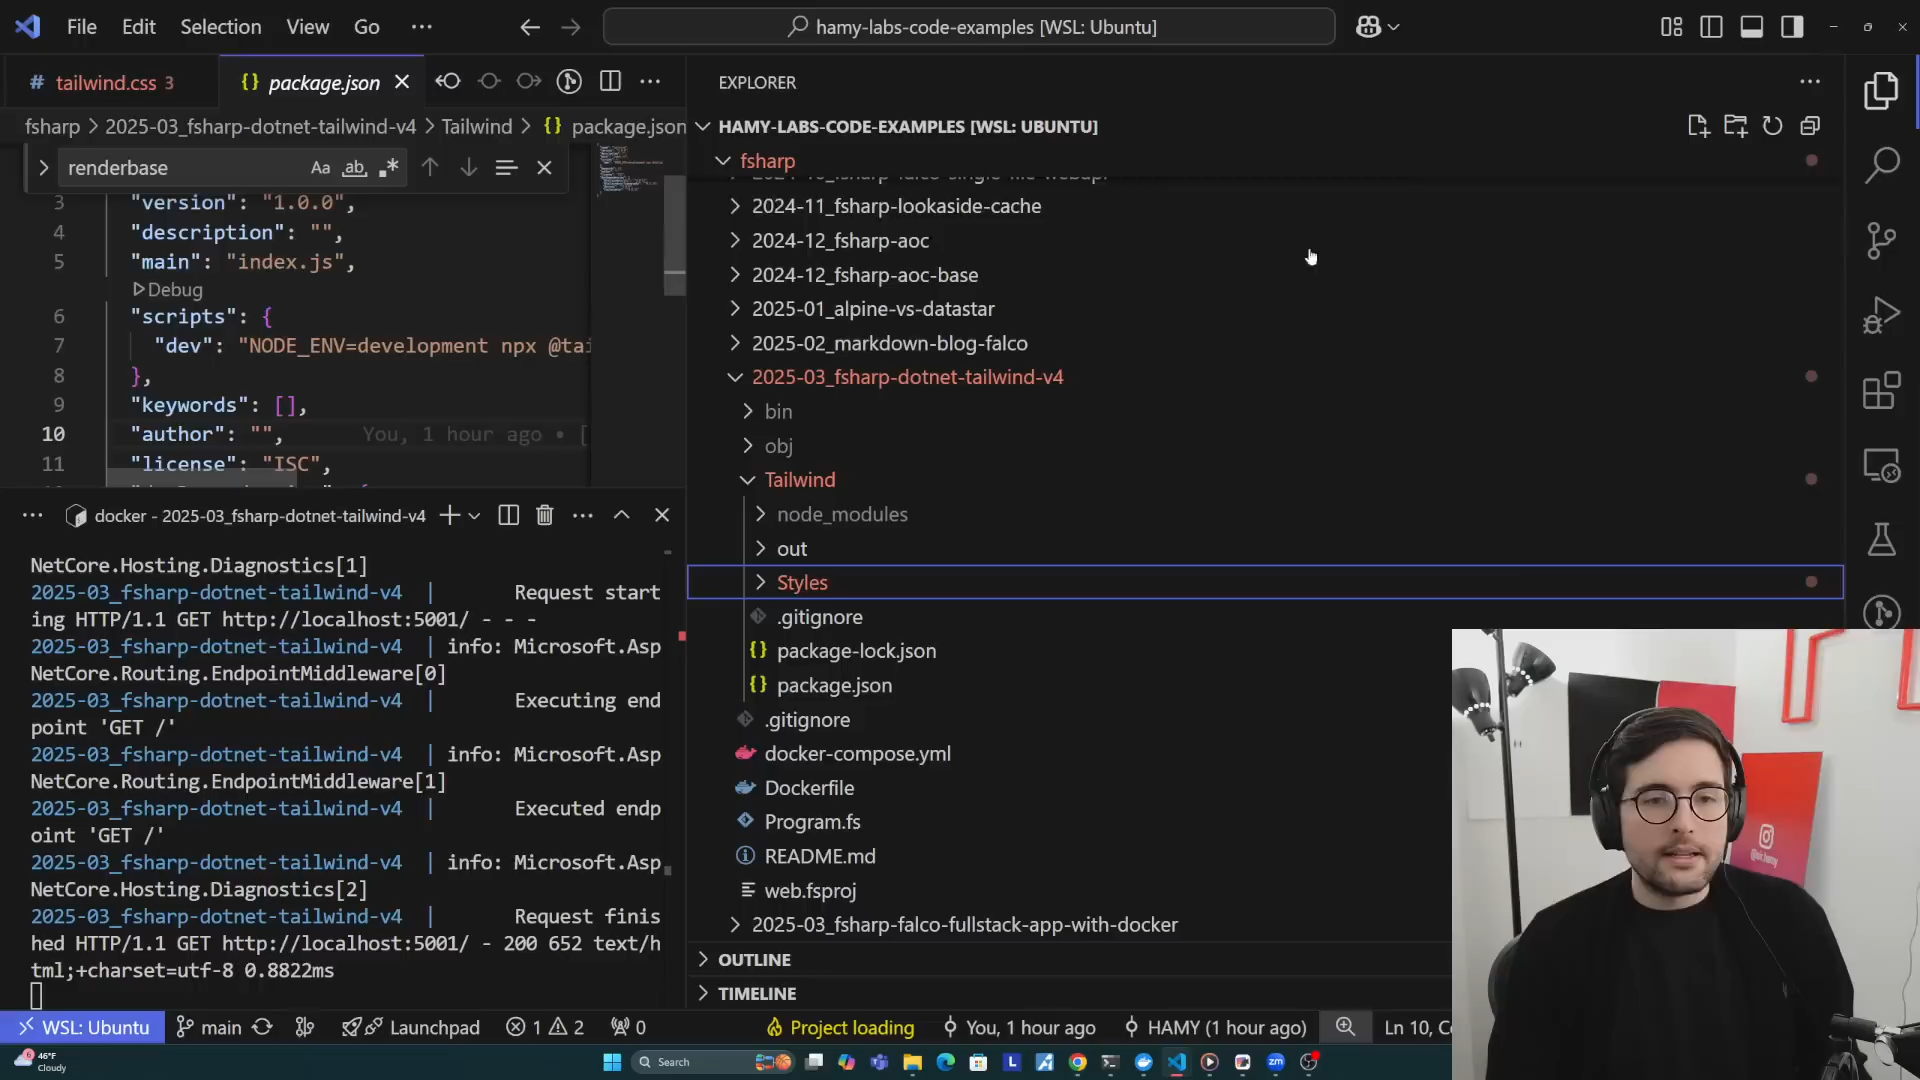 File Edit Selection View Go
hamy-labs-code-examples [WSL: Ubuntu]
# tailwind.css 3
{} package.json
fsharp > 2025-03_fsharp-dotnet-tailwind-v4 > Tailwind > {} package.json
renderbase
Aa ab
3 "version": "1.0.0",
4 "description": "",
5 "main": "index.js",
Debug
6 "scripts": {
7 "dev": "NODE_ENV=development npx @tai
8 },
9 "keywords": [],
10 "author": "", You, 1 hour ago • [
11 "license": "ISC",
docker - 2025-03_fsharp-dotnet-tailwind-v4
NetCore.Hosting.Diagnostics[1]
2025-03_fsharp-dotnet-tailwind-v4 | Request start
ing HTTP/1.1 GET http://localhost:5001/ - - -
2025-03_fsharp-dotnet-tailwind-v4 | info: Microsoft.Asp
NetCore.Routing.EndpointMiddleware[0]
2025-03_fsharp-dotnet-tailwind-v4 | Executing end
point 'GET /'
2025-03_fsharp-dotnet-tailwind-v4 | info: Microsoft.Asp
NetCore.Routing.EndpointMiddleware[1]
2025-03_fsharp-dotnet-tailwind-v4 | Executed endp
oint 'GET /'
2025-03_fsharp-dotnet-tailwind-v4 | info: Microsoft.Asp
NetCore.Hosting.Diagnostics[2]
2025-03_fsharp-dotnet-tailwind-v4 | Request finis
hed HTTP/1.1 GET http://localhost:5001/ - 200 652 text/h
tml;+charset=utf-8 0.8822ms
EXPLORER
HAMY-LABS-CODE-EXAMPLES [WSL: UBUNTU]
fsharp
2024-11_fsharp-lookaside-cache
2024-12_fsharp-aoc
2024-12_fsharp-aoc-base
2025-01_alpine-vs-datastar
2025-02_markdown-blog-falco
2025-03_fsharp-dotnet-tailwind-v4
bin
obj
Tailwind
node_modules
out
Styles
.gitignore
{} package-lock.json
{} package.json
.gitignore
docker-compose.yml
Dockerfile
Program.fs
README.md
web.fsproj
2025-03_fsharp-falco-fullstack-app-with-docker
OUTLINE
TIMELINE
@sir.hamy
WSL: Ubuntu main Launchpad 1 2 0 Project loading You, 1 hour ago HAMY (1 hour ago) Ln 10, C
46°F
Cloudy
Search